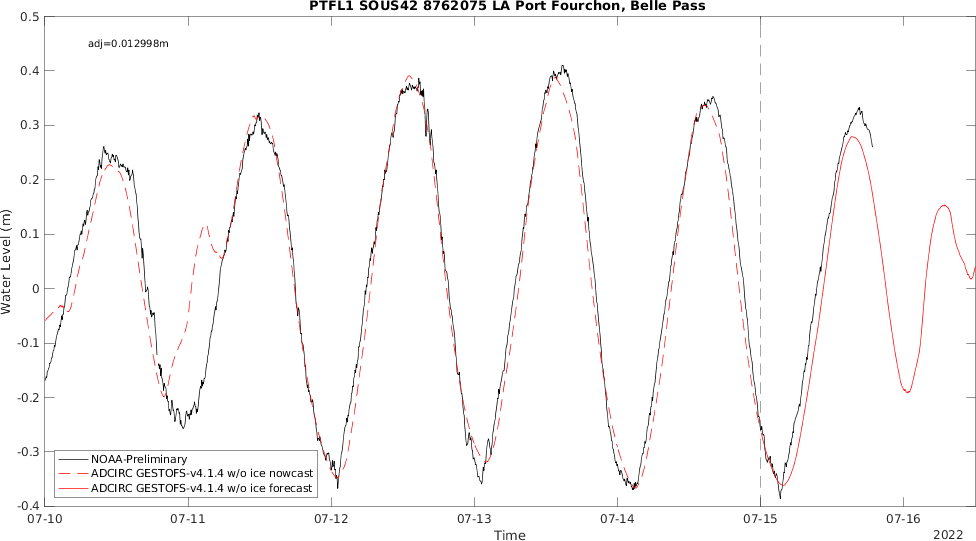 PTFL1 SOUS42 8762075 LA Port Fourchon, Belle Pass
adj=0.012998m
Water Level (m)
0.5
0.4
0.3
0.2
0.1
0
-0.1
-0.2
-0.3
-0.4
NOAA-Preliminary
ADCIRC GESTOFS-v4.1.4 w/o ice nowcast
ADCIRC GESTOFS-v4.1.4 w/o ice forecast
07-10 07-11 07-12 07-13 07-14 07-15 07-16
Time
2022